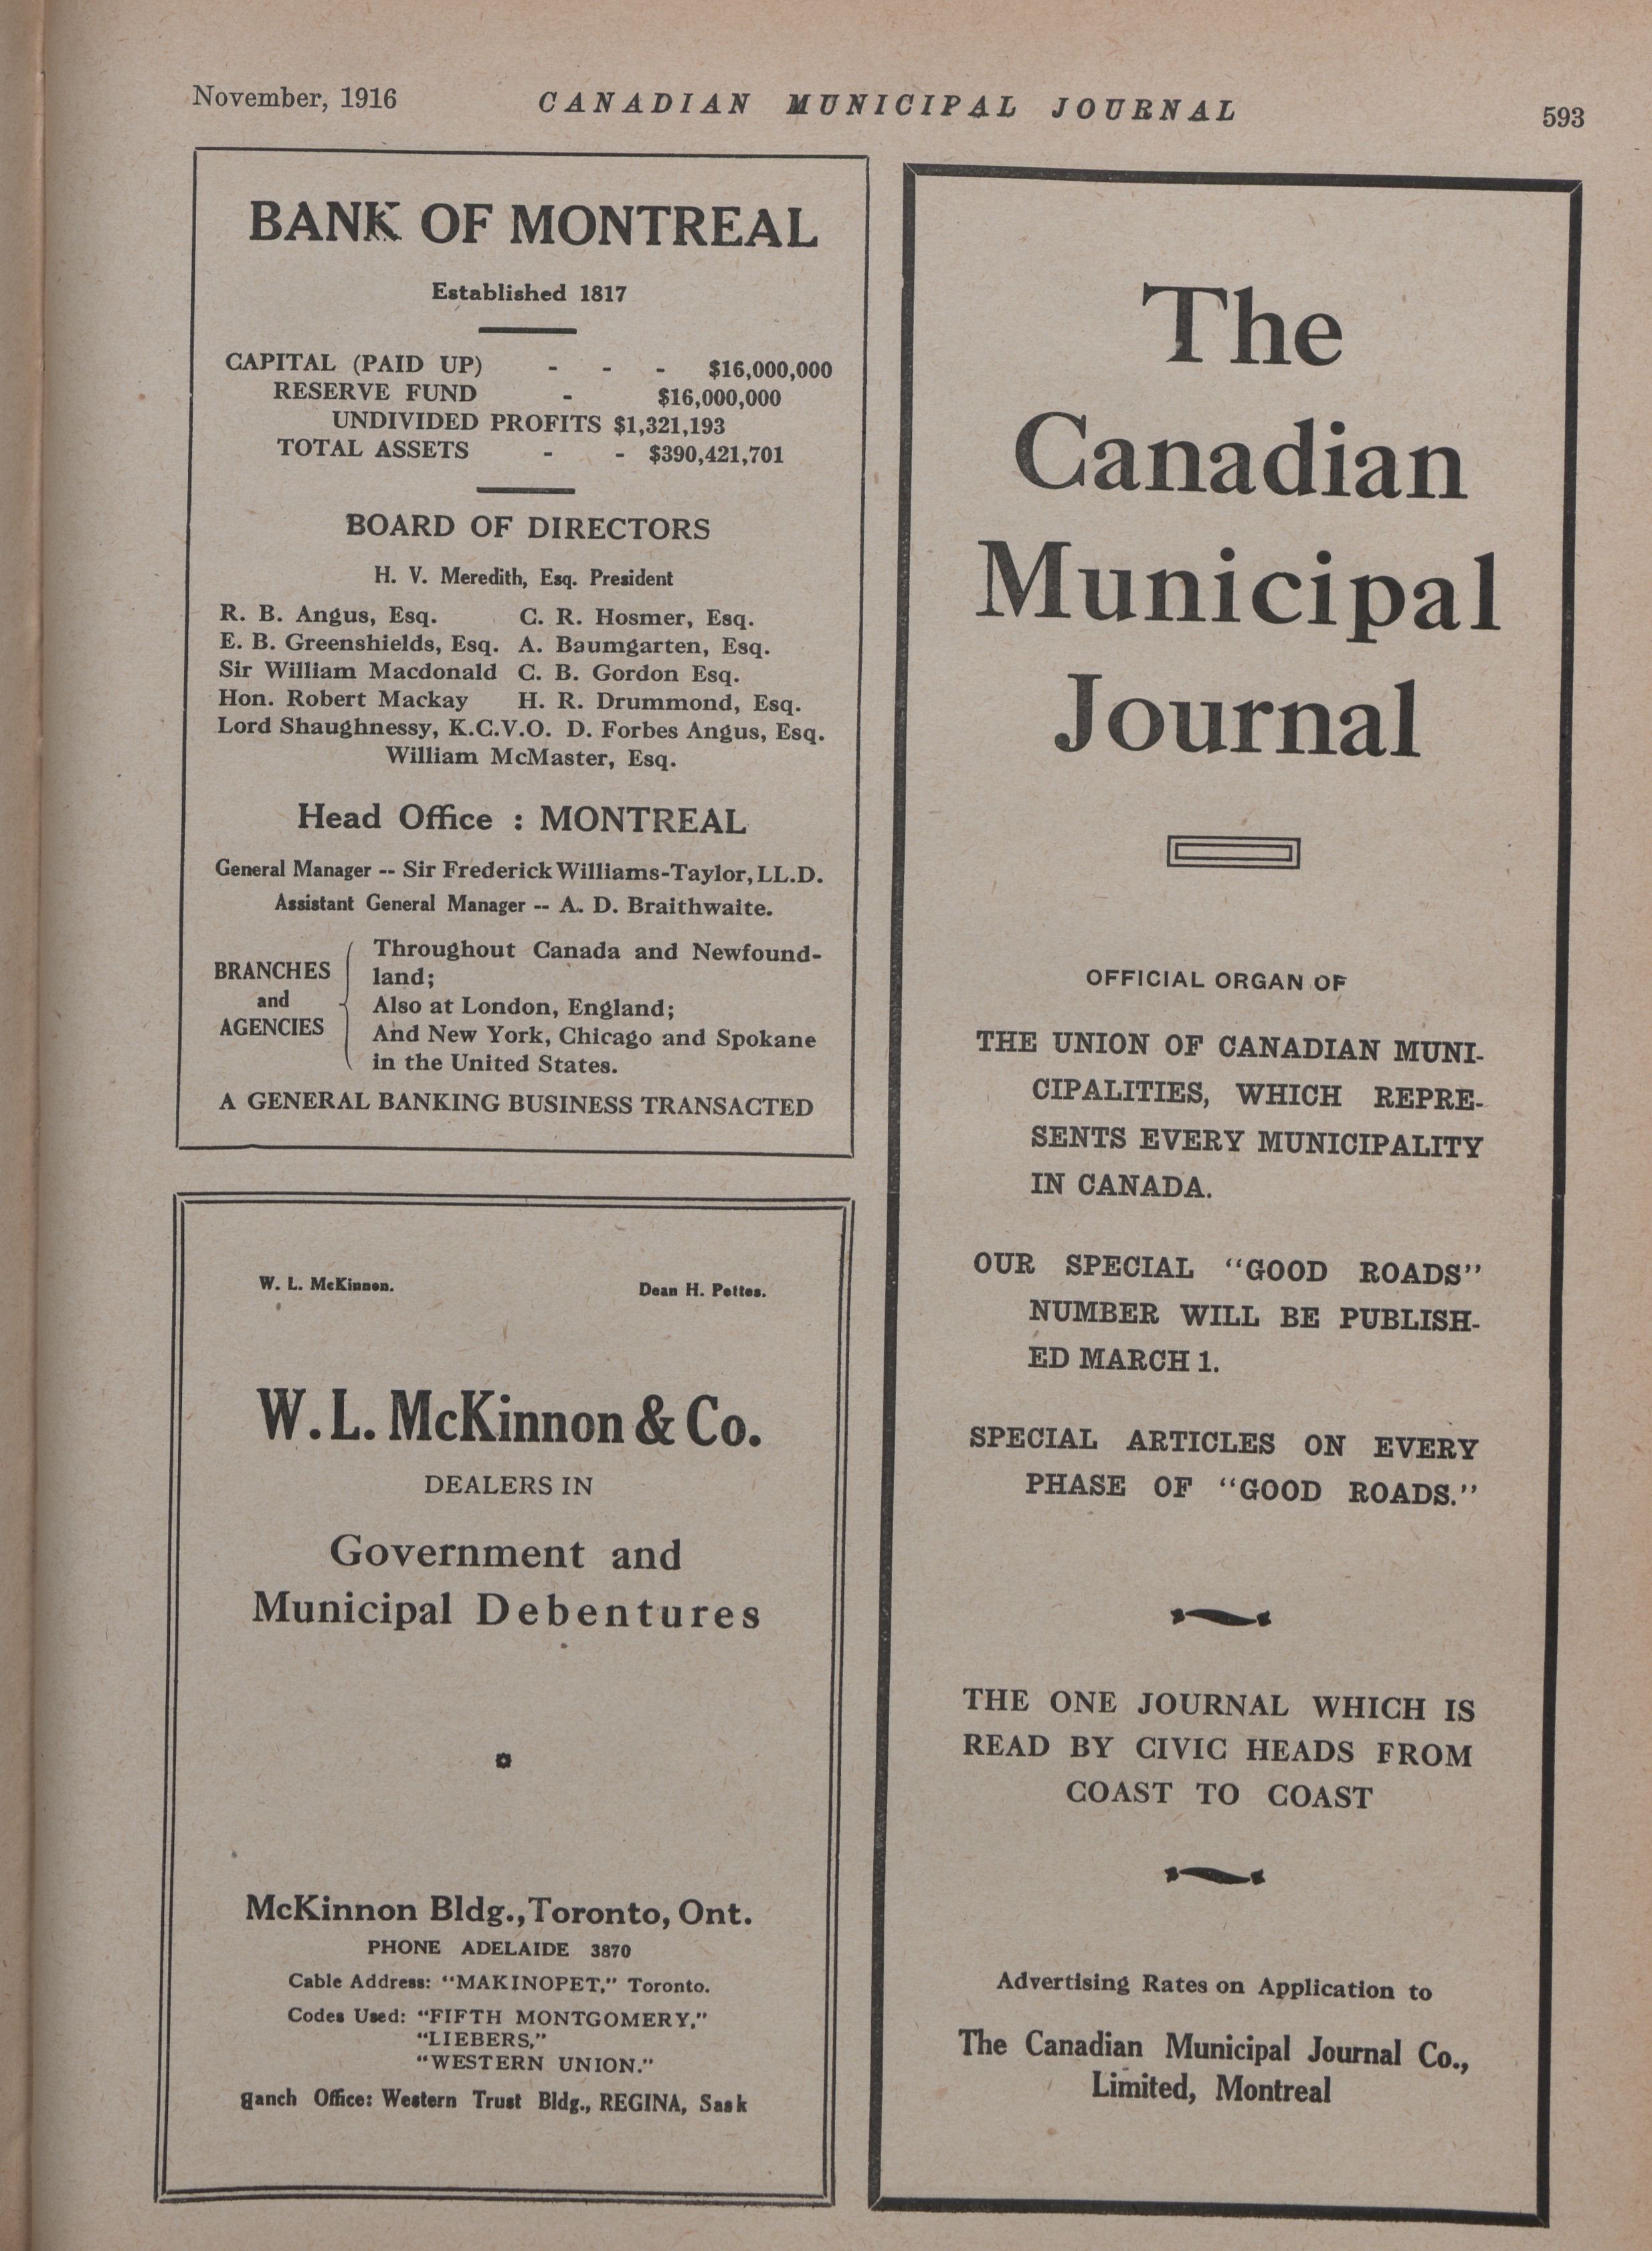 November, 1916
CANADIAN MUNICIPAL JOURNAL
593
BANK OF MONTREAL
Established 1817
CAPITAL (PAID UP) - - - $16,000,000
RESERVE FUND - $16,000,000
UNDIVIDED PROFITS $1,321,193
TOTAL ASSETS - - $390,421,701
BOARD OF DIRECTORS
H. V. Meredith, Esq. President
R. B. Angus, Esq. C. R. Hosmer, Esq.
E. B. Greenshields, Esq. A. Baumgarten, Esq.
Sir William Macdonald C. B. Gordon Esq.
Hon. Robert Mackay H. R. Drummond, Esq.
Lord Shaughnessy, K.C.V.O. D. Forbes Angus, Esq.
William McMaster, Esq.
Head Office : MONTREAL
General Manager -- Sir Frederick Williams-Taylor, LL.D.
Assistant General Manager -- A. D. Braithwaite.
BRANCHES
and
AGENCIES
Throughout Canada and Newfound-
land;
Also at London, England;
And New York, Chicago and Spokane
in the United States.
A GENERAL BANKING BUSINESS TRANSACTED
W. L. McKinnon. Dean H. Pettes.
W. L. McKinnon & Co.
DEALERS IN
Government and
Municipal Debentures
McKinnon Bldg., Toronto, Ont.
PHONE ADELAIDE 3870
Cable Address: "MAKINOPET," Toronto.
Codes Used: "FIFTH MONTGOMERY,"
"LIEBERS,"
"WESTERN UNION."
Office: Western Trust Bldg., REGINA, Sask
The
Canadian
Municipal
Journal
OFFICIAL ORGAN OF
THE UNION OF CANADIAN MUNI-
CIPALITIES, WHICH REPRE-
SENTS EVERY MUNICIPALITY
IN CANADA.
OUR SPECIAL "GOOD ROADS"
NUMBER WILL BE PUBLISH-
ED MARCH 1.
SPECIAL ARTICLES ON EVERY
PHASE OF "GOOD ROADS."
THE ONE JOURNAL WHICH IS
READ BY CIVIC HEADS FROM
COAST TO COAST
Advertising Rates on Application to
The Canadian Municipal Journal Co.,
Limited, Montreal